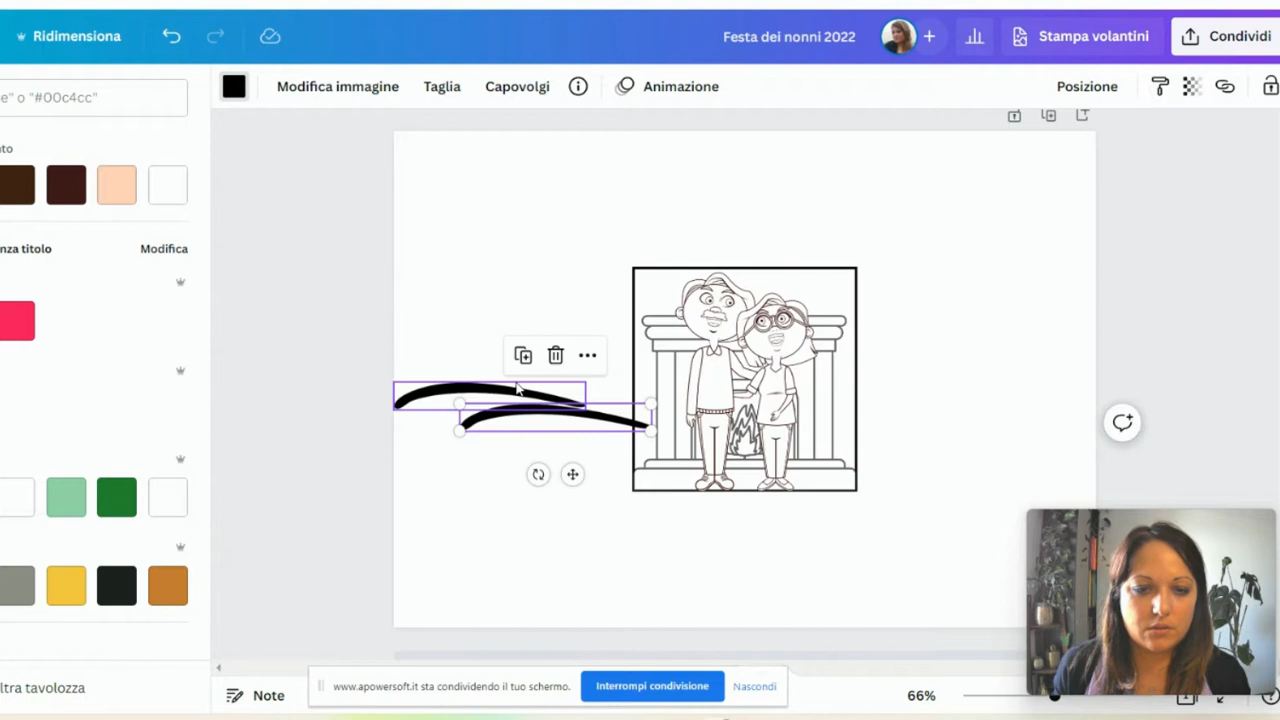 Ridimensiona
Festa dei nonni 2022
Stampa volantini
Condividi
e" o "#00c4cc"
Modifica immagine
Taglia
Capovolgi
Animazione
Posizione
nto
nza titolo
Modifica
ltra tavolozza
Note
www.apowersoft.it sta condividendo il tuo schermo.
Interrompi condivisione
Nascondi
66%